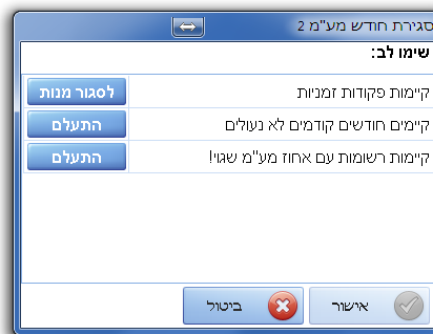 סגירת חודש מע"מ 2
שימו לב:
קיימות פקודות זמניות לסגור מנות
קיימים חודשים קודמים לא נעולים התעלם
קיימות רשומות עם אחוז מע"מ שגוי! התעלם
אישור ביטול